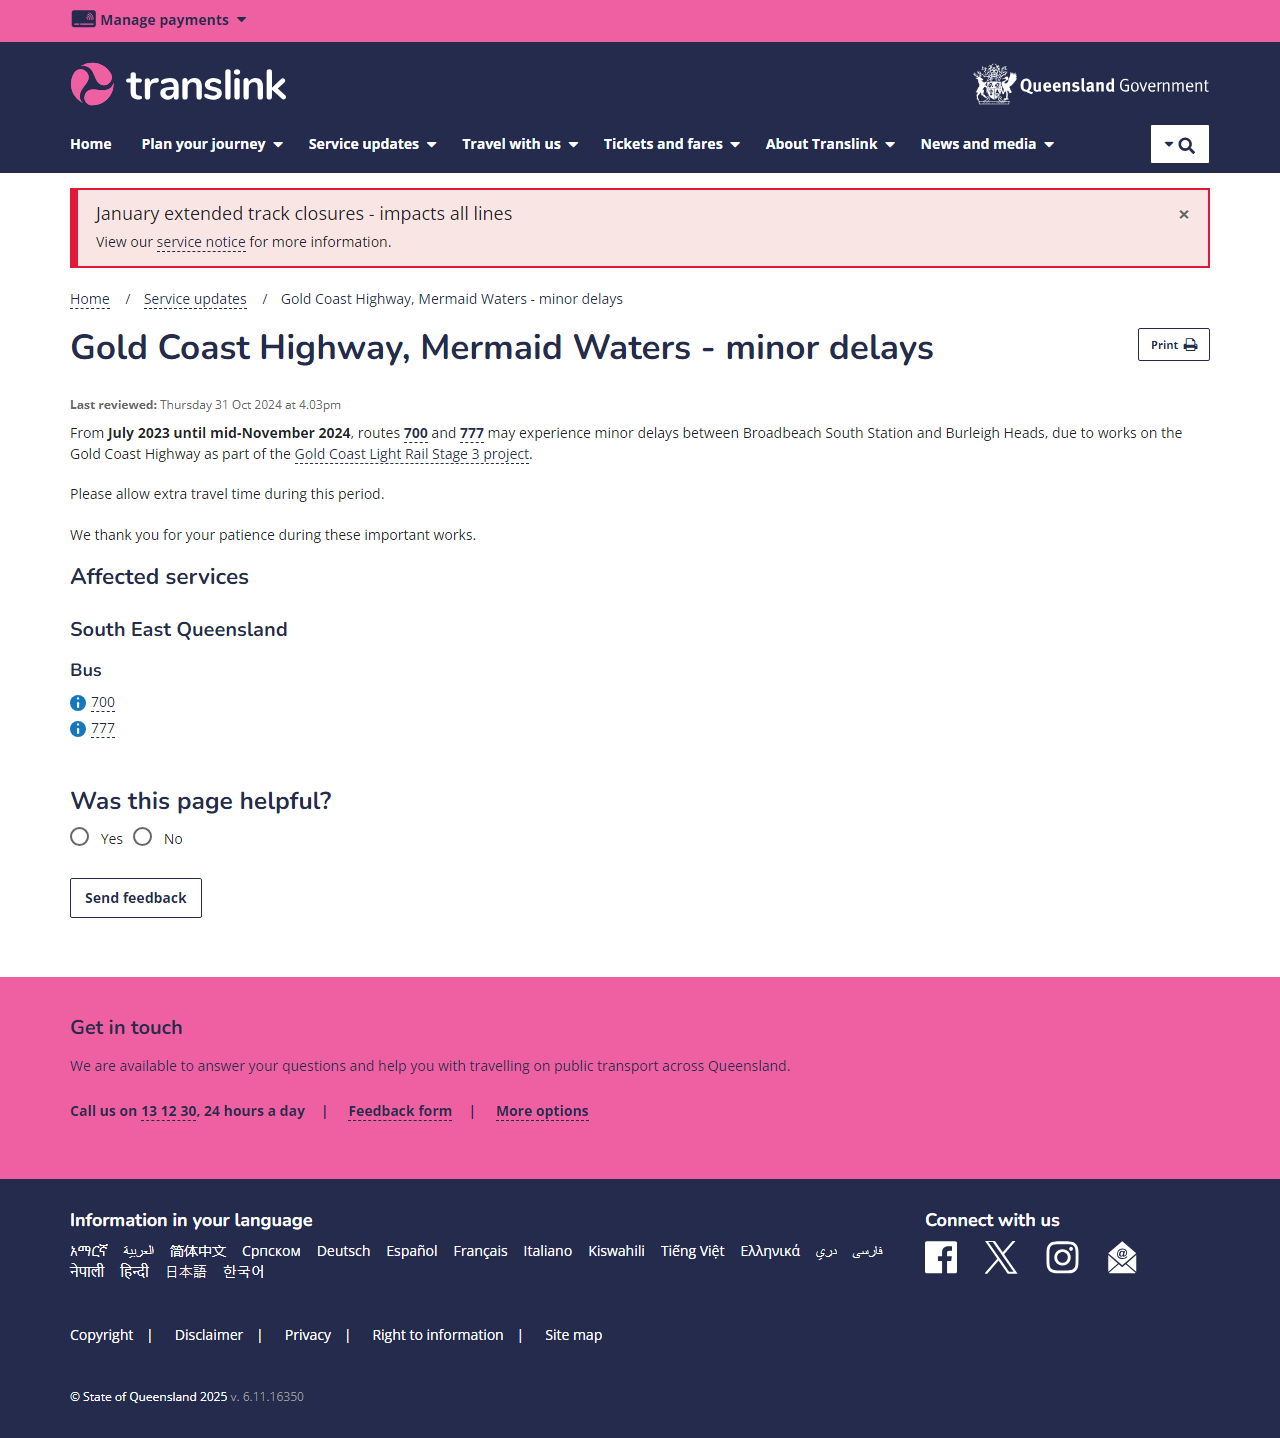 Manage payments
translink
Queensland Government
Home Plan your journey Service updates Travel with us Tickets and fares About Translink News and media
January extended track closures - impacts all lines
×
View our service notice for more information.
Home / Service updates / Gold Coast Highway, Mermaid Waters - minor delays
Gold Coast Highway, Mermaid Waters - minor delays
Print
Last reviewed: Thursday 31 Oct 2024 at 4.03pm
From July 2023 until mid-November 2024, routes 700 and 777 may experience minor delays between Broadbeach South Station and Burleigh Heads, due to works on the
Gold Coast Highway as part of the Gold Coast Light Rail Stage 3 project.
Please allow extra travel time during this period.
We thank you for your patience during these important works.
Affected services
South East Queensland
Bus
700
777
Was this page helpful?
Yes No
Send feedback
Get in touch
We are available to answer your questions and help you with travelling on public transport across Queensland.
Call us on 13 12 30, 24 hours a day | Feedback form | More options
Information in your language
Connect with us
አማርኛ العربية 简体中文 Српском Deutsch Español Français Italiano Kiswahili Tiếng Việt Ελληνικά دري فارسی
नेपाली हिन्दी 日本語 한국어
Copyright | Disclaimer | Privacy | Right to information | Site map
© State of Queensland 2025 v. 6.11.16350